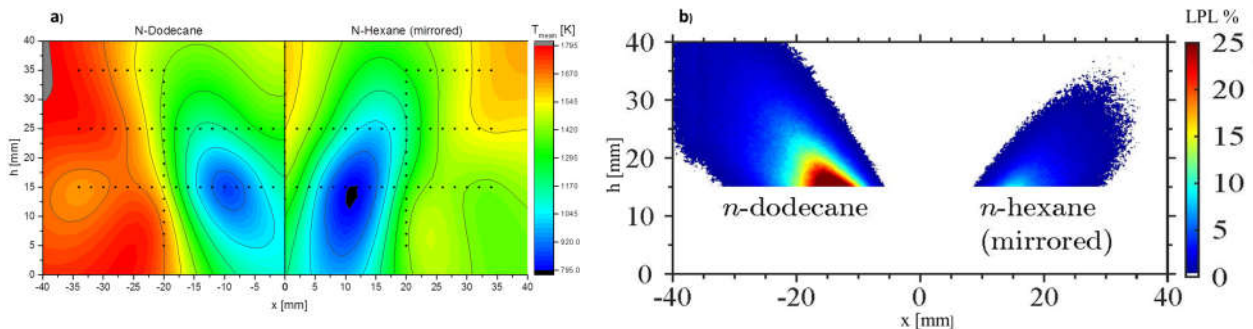 a)
N-Dodecane
N-Hexane (mirrored)
T mean [K]
1795
1670
1545
1420
1295
1170
1045
920.0
795.0
40
35
30
25
20
15
10
5
0
h [mm]
-40 -35 -30 -25 -20 -15 -10 -5 0 5 10 15 20 25 30 35 40
x [mm]
b)
LPL %
25
20
15
10
5
0
40
30
20
10
0
h [mm]
n-dodecane
n-hexane
(mirrored)
-40 -20 0 20 40
x [mm]